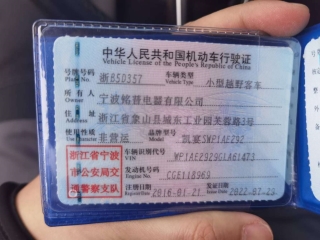 中华人民共和国机动车行驶证
Vehicle License of the People's Republic of China
号牌号码 浙B5D357 车辆类型 小型越野客车
Plate No. Vehicle Type
所有人 宁波铭普电器有限公司
Owner
住址 浙江省象山县城东工业园芙蓉路3号
Address
使用性质 非营运 品牌型号 凯宴5WP1AE292
Use Character Model
浙江省宁波市公安局交通警察支队
车辆识别代号 WP1AE2929GLA61473
VIN
发动机号码 CGE118969
Engine No.
注册日期 2016-01-21 发证日期
Register Date Issue Date